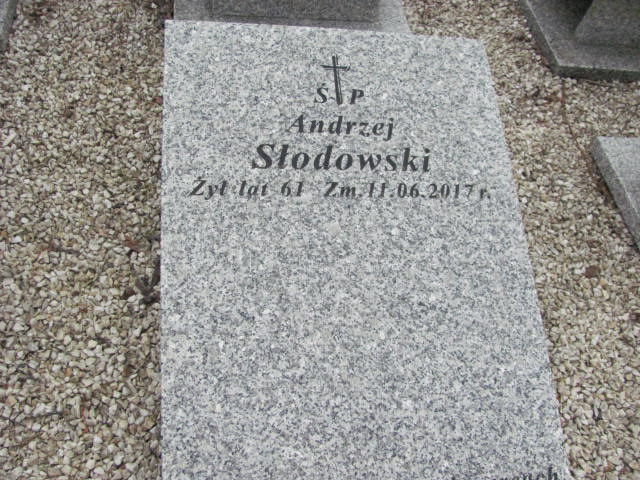 Ś P
Andrzej
Słodowski
Żył lat 61 Zm. 11.06.2017 r.